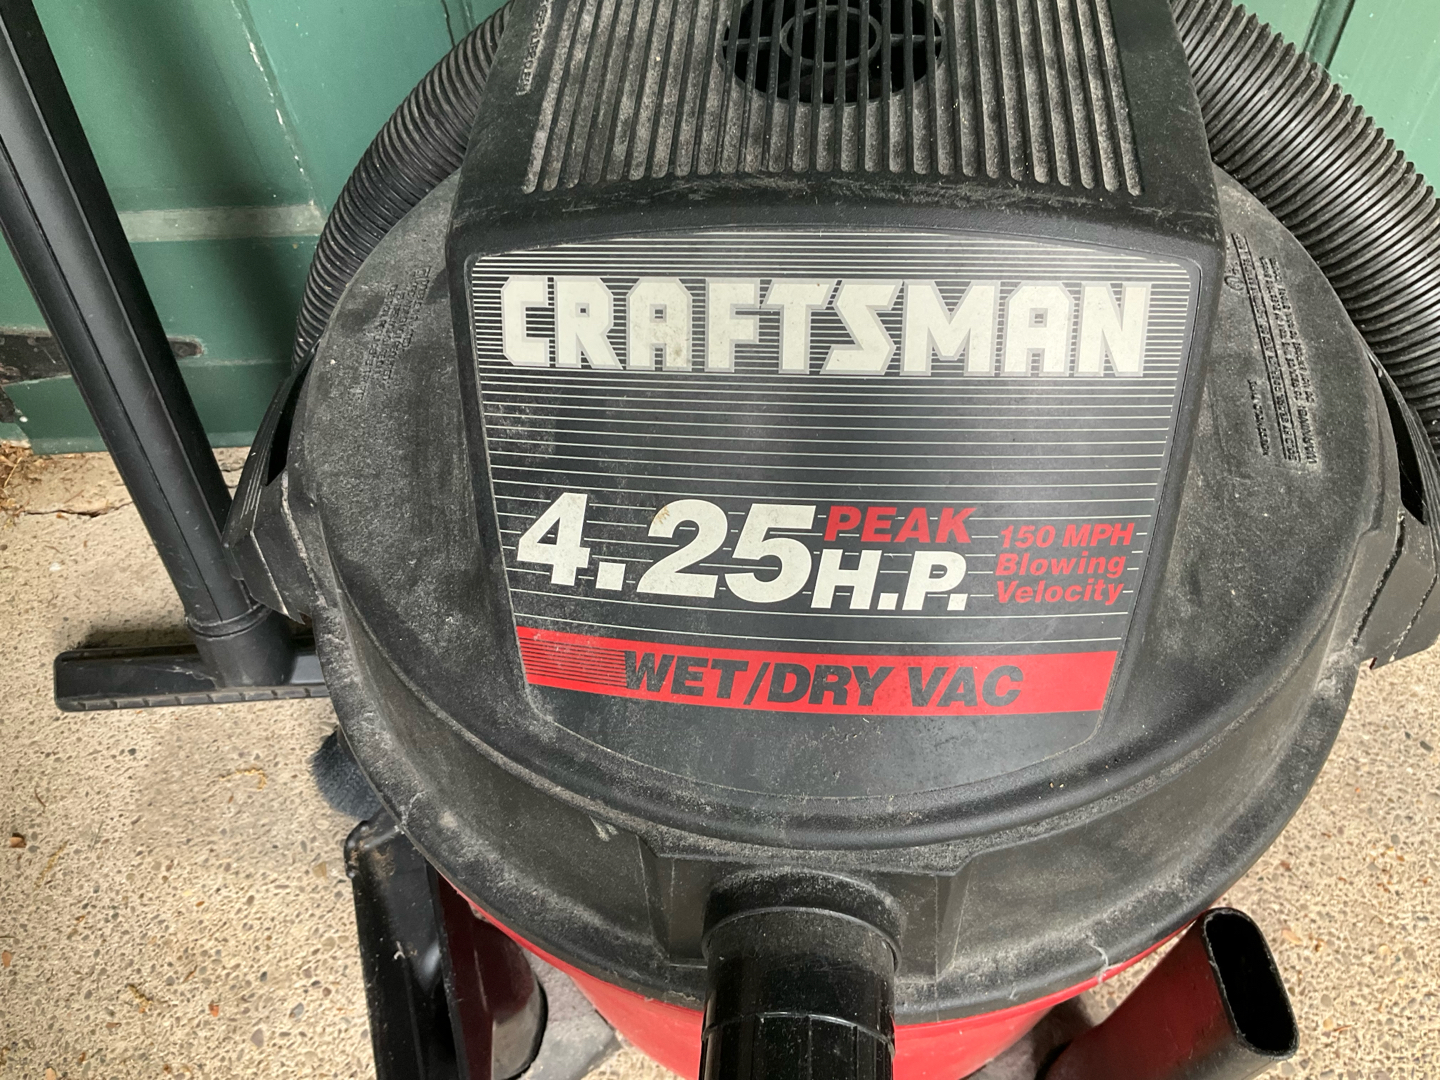 CRAFTSMAN
4.25 PEAK H.P.
150 MPH
Blowing
Velocity
WET/DRY VAC